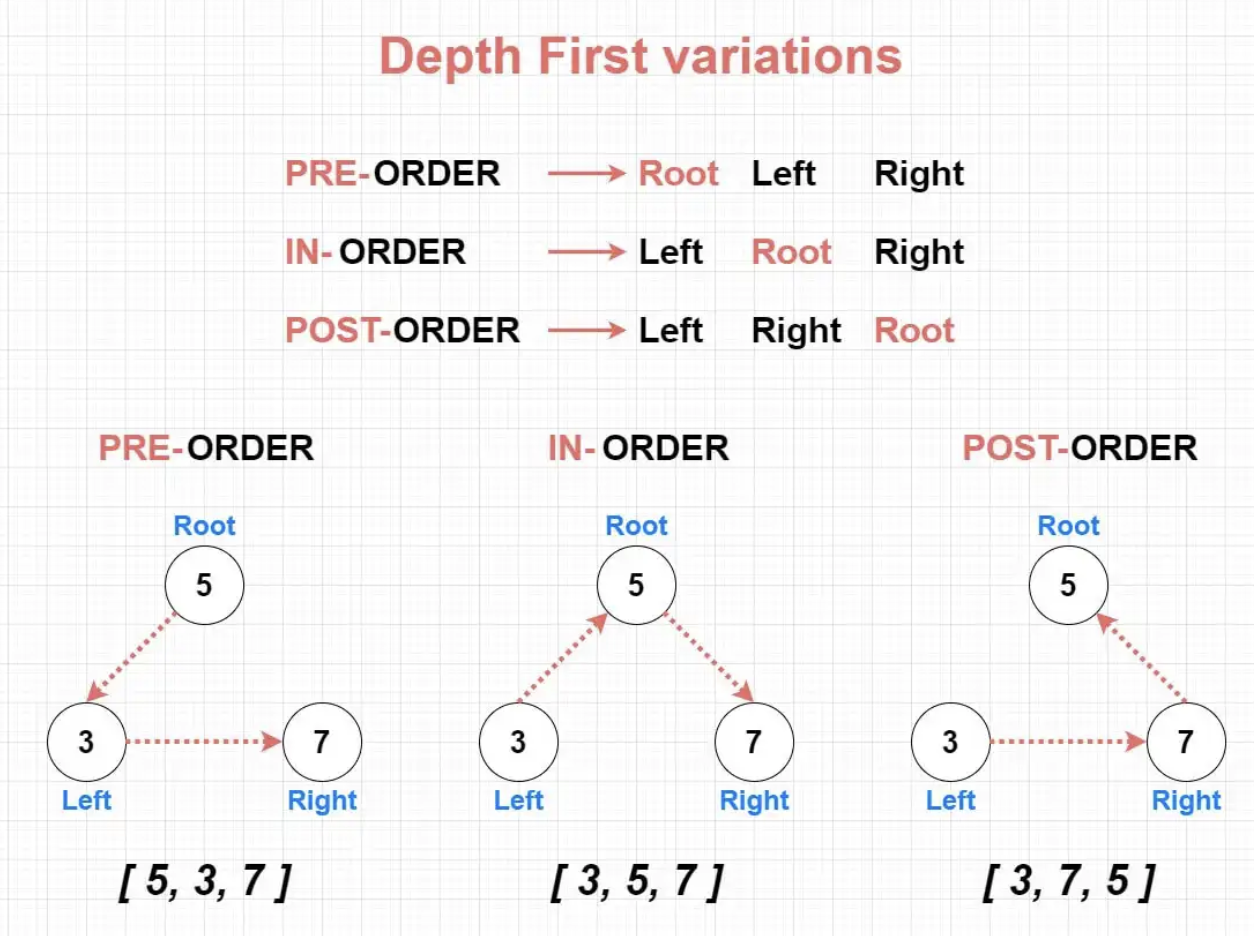 Depth First variations
PRE-ORDER Root Left Right
IN- ORDER Left Root Right
POST-ORDER Left Right Root
PRE-ORDER IN- ORDER POST-ORDER
Root Root Root
5 5 5
3 7 3 7 3 7
Left Right Left Right Left Right
[ 5, 3, 7 ] [ 3, 5, 7 ] [ 3, 7, 5 ]